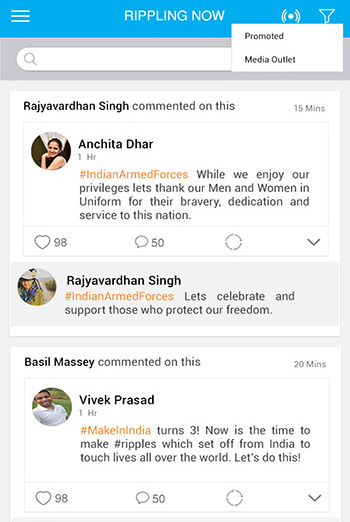 RIPPLING NOW
Promoted
Media Outlet
Rajyavardhan Singh commented on this
15 Mins
Anchita Dhar
1 Hr
#IndianArmedForces While we enjoy our
privileges lets thank our Men and Women in
Uniform for their bravery, dedication and
service to this nation.
98
50
Rajyavardhan Singh
#IndianArmedForces Lets celebrate and
support those who protect our freedom.
Basil Massey commented on this
20 Mins
Vivek Prasad
1 Hr
#MakeInIndia turns 3! Now is the time to
make #ripples which set off from India to
touch lives all over the world. Let's do this!
98
50